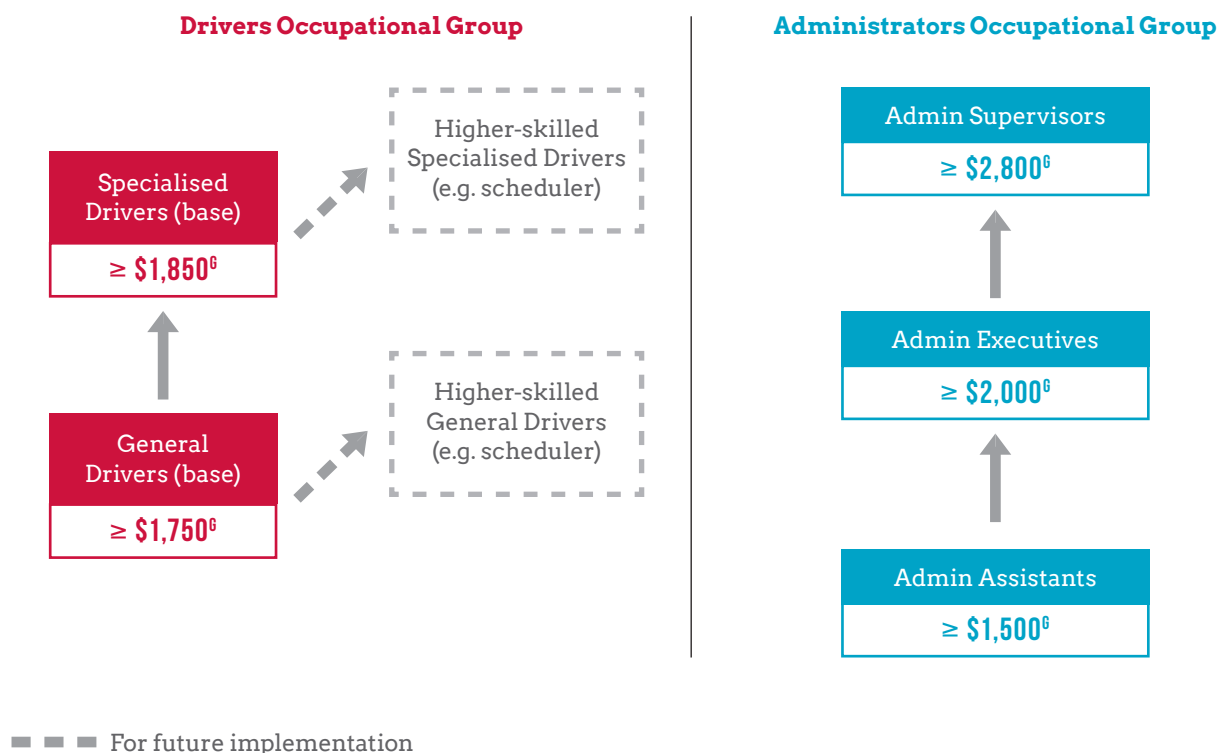 Drivers Occupational Group
Specialised
Drivers (base)
≥ $1,850ᴳ
General
Drivers (base)
≥ $1,750ᴳ
Higher-skilled
Specialised Drivers
(e.g. scheduler)
Higher-skilled
General Drivers
(e.g. scheduler)
Administrators Occupational Group
Admin Supervisors
≥ $2,800ᴳ
Admin Executives
≥ $2,000ᴳ
Admin Assistants
≥ $1,500ᴳ
For future implementation